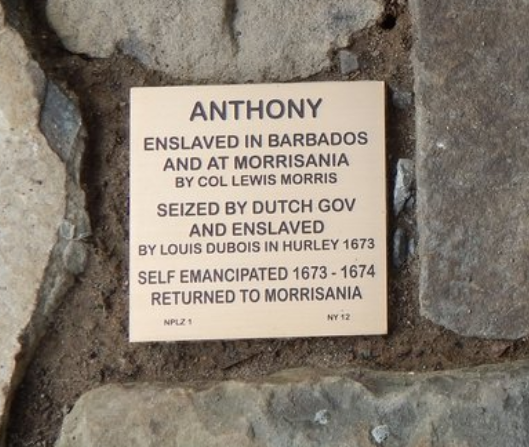 ANTHONY
ENSLAVED IN BARBADOS
AND AT MORRISANIA
BY COL LEWIS MORRIS
SEIZED BY DUTCH GOV
AND ENSLAVED
BY LOUIS DUBOIS IN HURLEY 1673
SELF EMANCIPATED 1673 - 1674
RETURNED TO MORRISANIA
NPLZ 1 NY 12